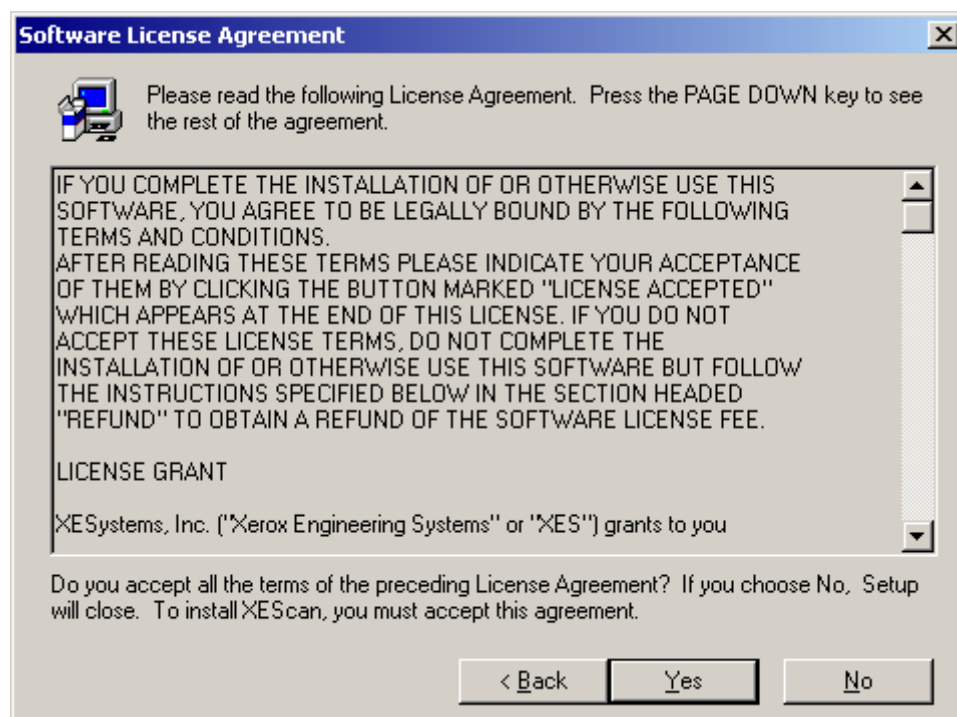 Software License Agreement
Please read the following License Agreement.  Press the PAGE DOWN key to see
the rest of the agreement.
IF YOU COMPLETE THE INSTALLATION OF OR OTHERWISE USE THIS
SOFTWARE, YOU AGREE TO BE LEGALLY BOUND BY THE FOLLOWING
TERMS AND CONDITIONS.
AFTER READING THESE TERMS PLEASE INDICATE YOUR ACCEPTANCE
OF THEM BY CLICKING THE BUTTON MARKED "LICENSE ACCEPTED"
WHICH APPEARS AT THE END OF THIS LICENSE. IF YOU DO NOT
ACCEPT THESE LICENSE TERMS, DO NOT COMPLETE THE
INSTALLATION OF OR OTHERWISE USE THIS SOFTWARE BUT FOLLOW
THE INSTRUCTIONS SPECIFIED BELOW IN THE SECTION HEADED
"REFUND" TO OBTAIN A REFUND OF THE SOFTWARE LICENSE FEE.
LICENSE GRANT
XESystems, Inc. ("Xerox Engineering Systems" or "XES") grants to you
Do you accept all the terms of the preceding License Agreement?  If you choose No,  Setup
will close.  To install XEScan, you must accept this agreement.
< Back
Yes
No